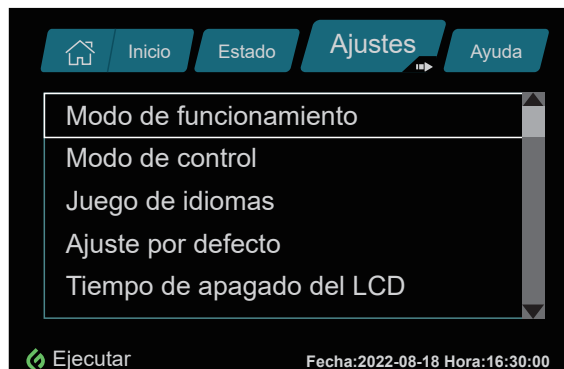 Inicio
Estado
Ajustes
Ayuda
Modo de funcionamiento
Modo de control
Juego de idiomas
Ajuste por defecto
Tiempo de apagado del LCD
Ejecutar
Fecha:2022-08-18 Hora:16:30:00